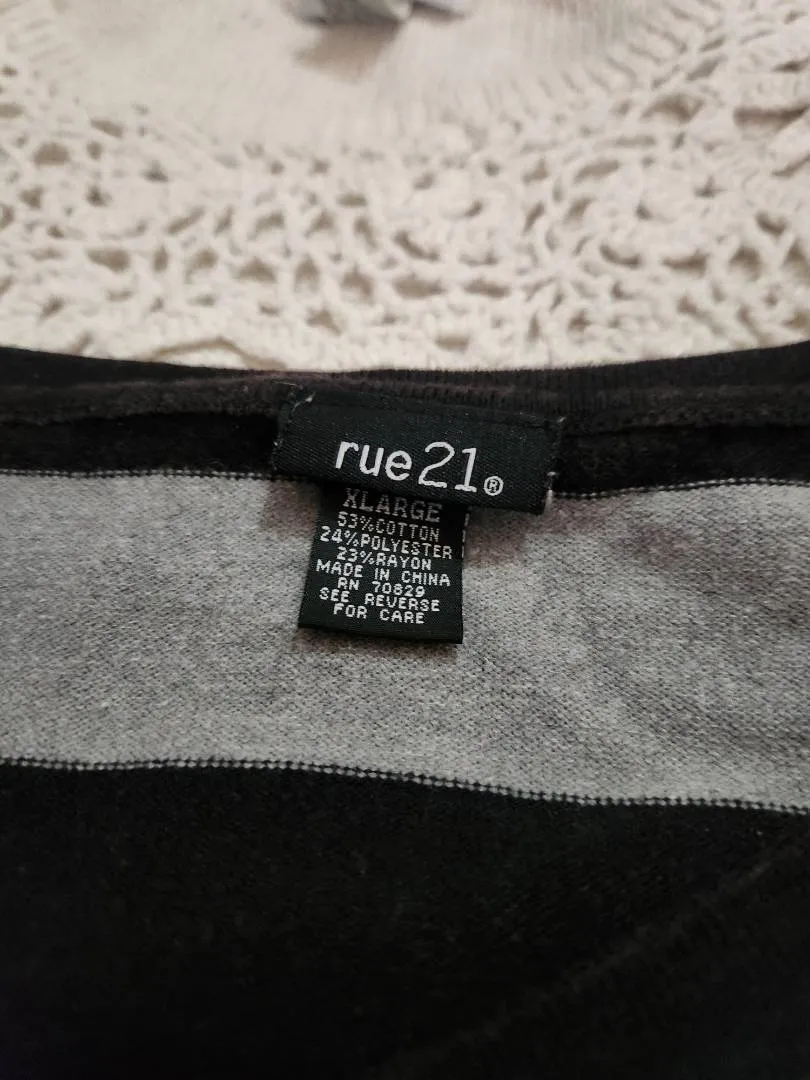 rue21®
XLARGE
53%COTTON
24%POLYESTER
23%RAYON
MADE IN CHINA
RN 70829
SEE REVERSE
FOR CARE